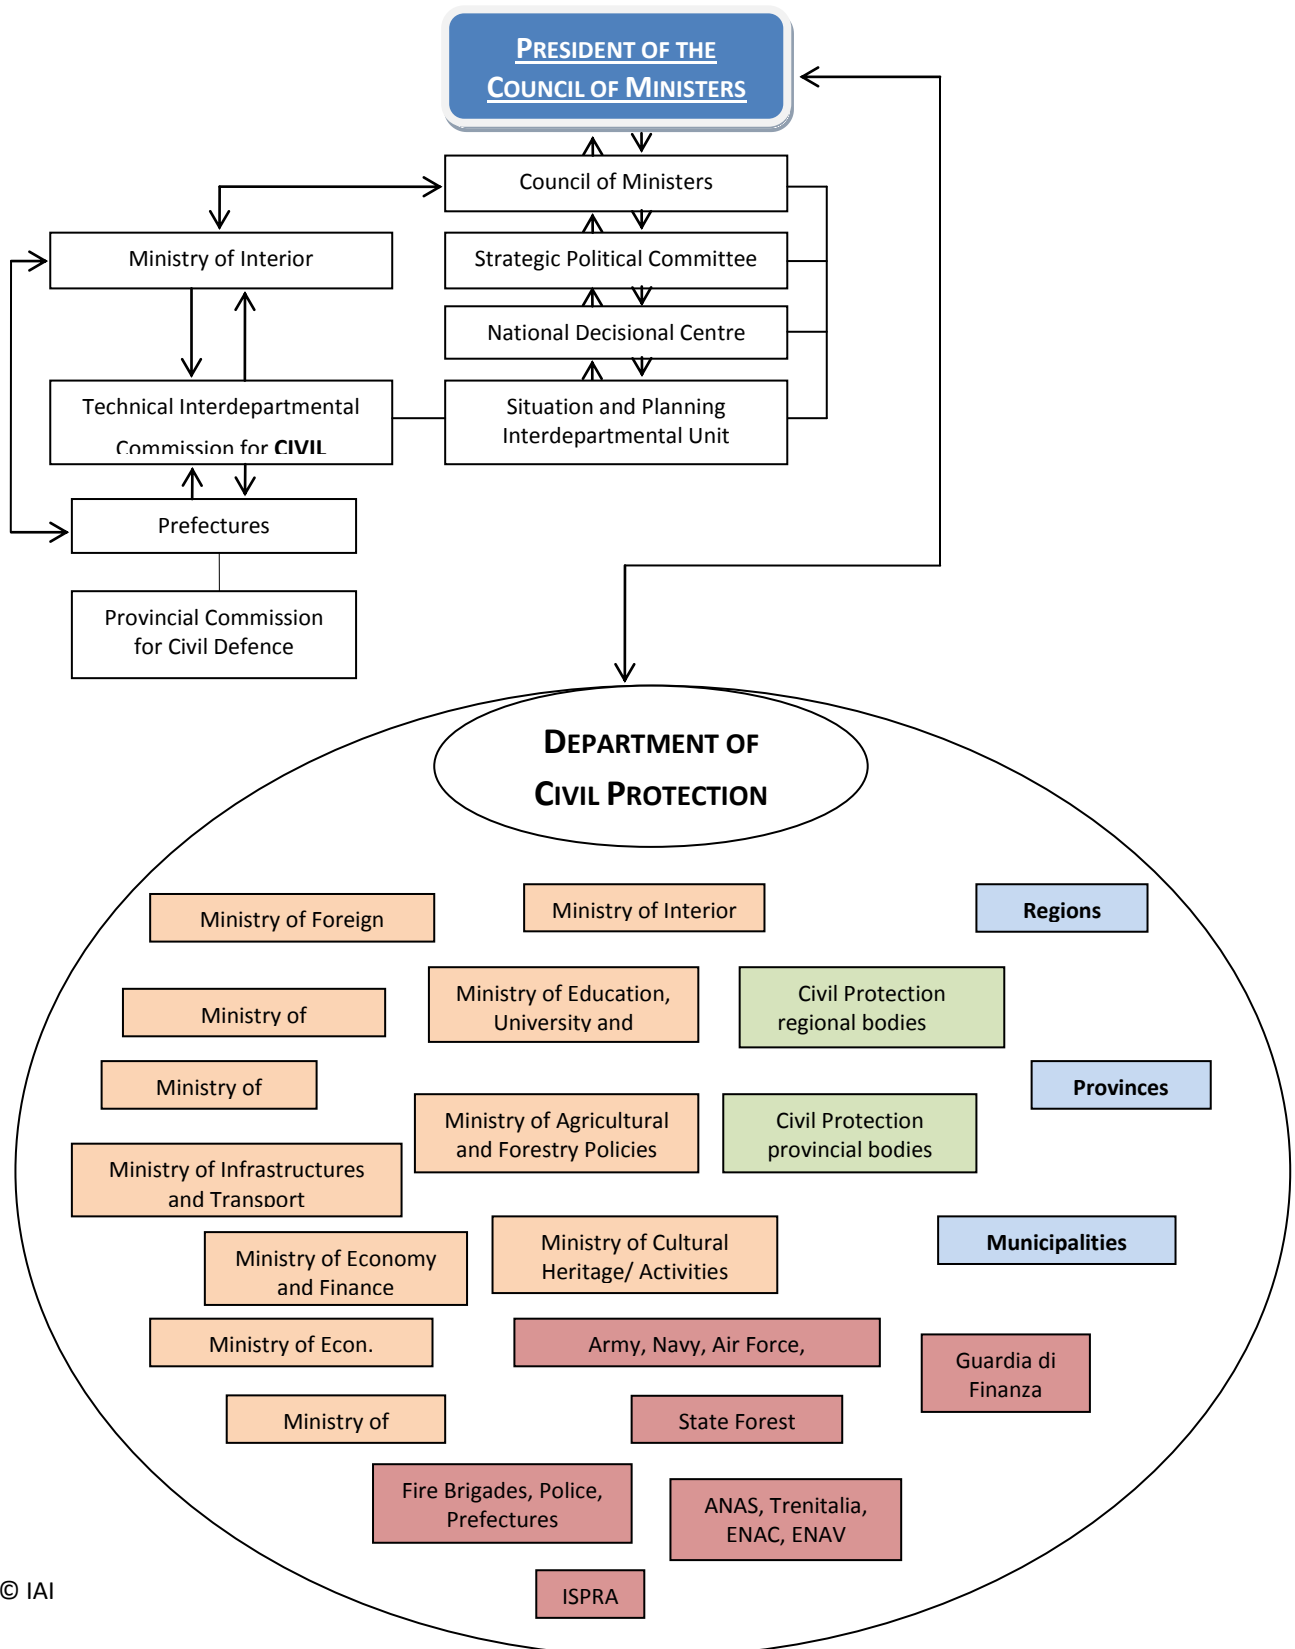 PRESIDENT OF THE
COUNCIL OF MINISTERS
Council of Ministers
Ministry of Interior
Strategic Political Committee
National Decisional Centre
Technical Interdepartmental
Commission for CIVIL
Situation and Planning
Interdepartmental Unit
Prefectures
Provincial Commission
for Civil Defence
DEPARTMENT OF
CIVIL PROTECTION
Ministry of Foreign
Ministry of Interior
Regions
Ministry of
Ministry of Education,
University and
Civil Protection
regional bodies
Ministry of
Provinces
Ministry of Agricultural
and Forestry Policies
Civil Protection
provincial bodies
Ministry of Infrastructures
and Transport
Ministry of Economy
and Finance
Ministry of Cultural
Heritage/ Activities
Municipalities
Ministry of Econ.
Army, Navy, Air Force,
Guardia di
Finanza
Ministry of
State Forest
Fire Brigades, Police,
Prefectures
ANAS, Trenitalia,
ENAC, ENAV
ISPRA
© IAI